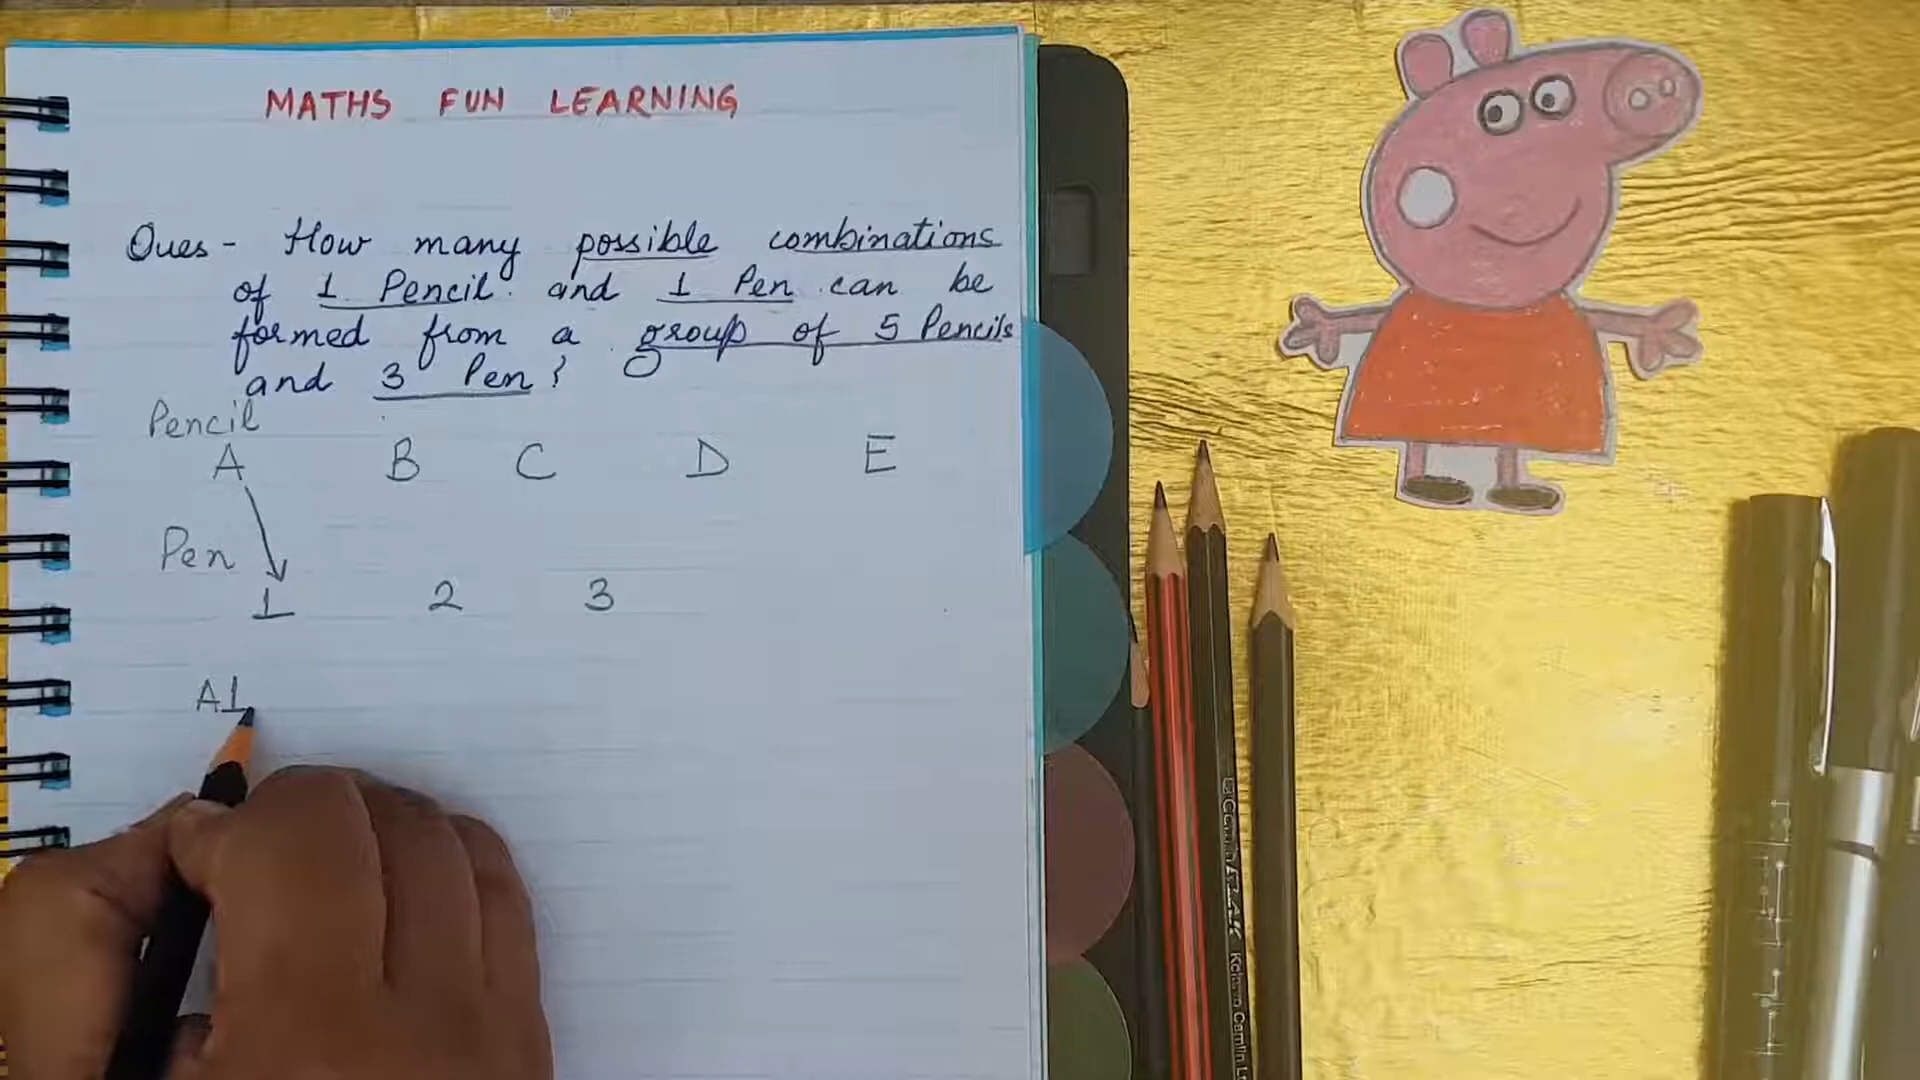 MATHS FUN LEARNING
Ques - How many possible combinations
of 1 Pencil and 1 Pen can be
formed from a group of 5 Pencils
and 3 Pen?
Pencil
A B C D E
Pen
1 2 3
A1